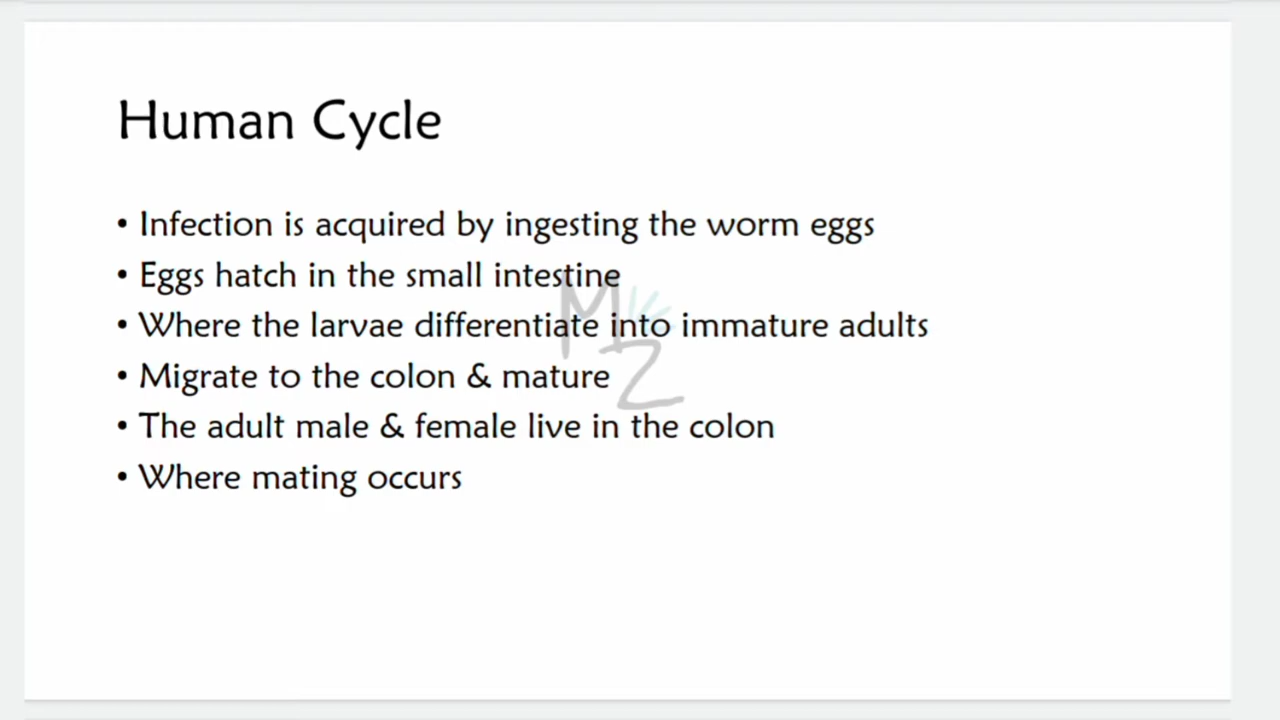 Human Cycle
• Infection is acquired by ingesting the worm eggs
• Eggs hatch in the small intestine
• Where the larvae differentiate into immature adults
• Migrate to the colon & mature
• The adult male & female live in the colon
• Where mating occurs
MZ